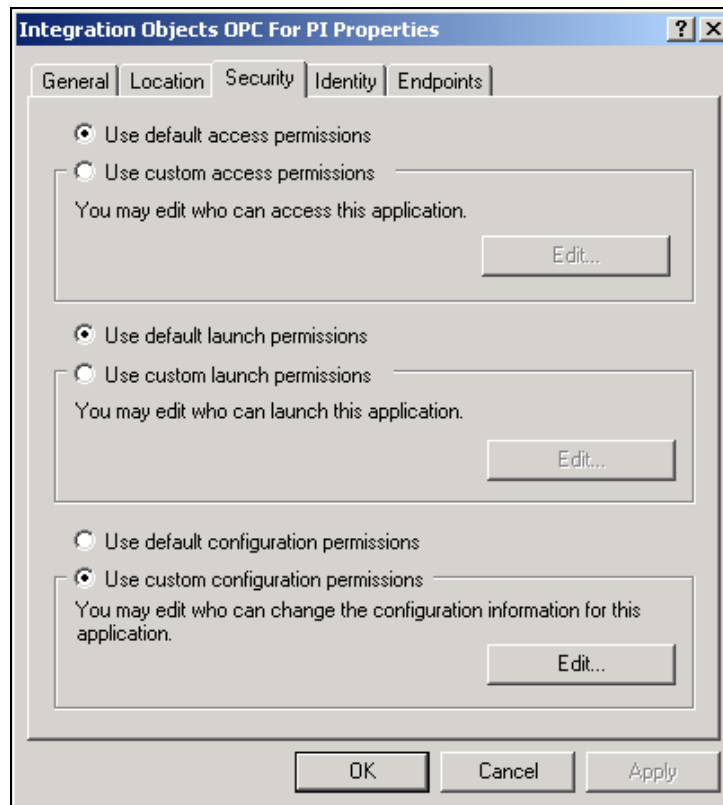 Integration Objects OPC For PI Properties
General Location Security Identity Endpoints
Use default access permissions
Use custom access permissions
You may edit who can access this application.
Edit...
Use default launch permissions
Use custom launch permissions
You may edit who can launch this application.
Edit...
Use default configuration permissions
Use custom configuration permissions
You may edit who can change the configuration information for this
application.
Edit...
OK Cancel Apply